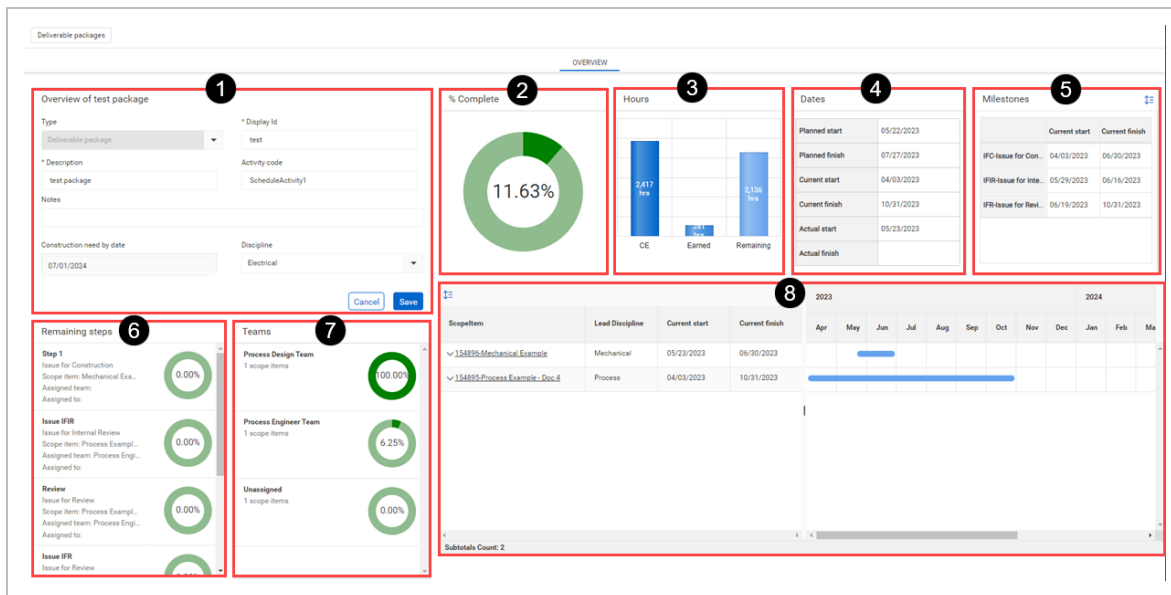 Deliverable packages
OVERVIEW
1
Overview of test package
Type
* Display Id
Deliverable package
test
* Description
Activity code
test package
ScheduleActivity1
Notes
Construction need by date
Discipline
07/01/2024
Electrical
Cancel
Save
2
% Complete
11.63%
3
Hours
2,417
hrs
2,136
hrs
281
hrs
CE
Earned
Remaining
4
Dates
Planned start 05/22/2023
Planned finish 07/27/2023
Current start 04/03/2023
Current finish 10/31/2023
Actual start 05/23/2023
Actual finish
5
Milestones
Current start Current finish
IFC-Issue for Con... 04/03/2023 06/30/2023
IFIR-Issue for Inte... 05/29/2023 06/16/2023
IFR-Issue for Revi... 06/19/2023 10/31/2023
6
Remaining steps
Step 1
Issue for Construction
Scope item: Mechanical Exa...
Assigned team:
Assigned to:
0.00%
Issue IFIR
Issue for Internal Review
Scope item: Process Exampl...
Assigned team: Process Engi...
Assigned to:
0.00%
Review
Issue for Review
Scope item: Process Exampl...
Assigned team: Process Engi...
Assigned to:
0.00%
Issue IFR
Issue for Review
7
Teams
Process Design Team
1 scope items
100.00%
Process Engineer Team
1 scope items
6.25%
Unassigned
1 scope items
0.00%
8
2023 2024
ScopeItem Lead Discipline Current start Current finish Apr May Jun Jul Aug Sep Oct Nov Dec Jan Feb Ma
154896-Mechanical Example Mechanical 05/23/2023 06/30/2023
154895-Process Example - Doc 4 Process 04/03/2023 10/31/2023
Subtotals Count: 2